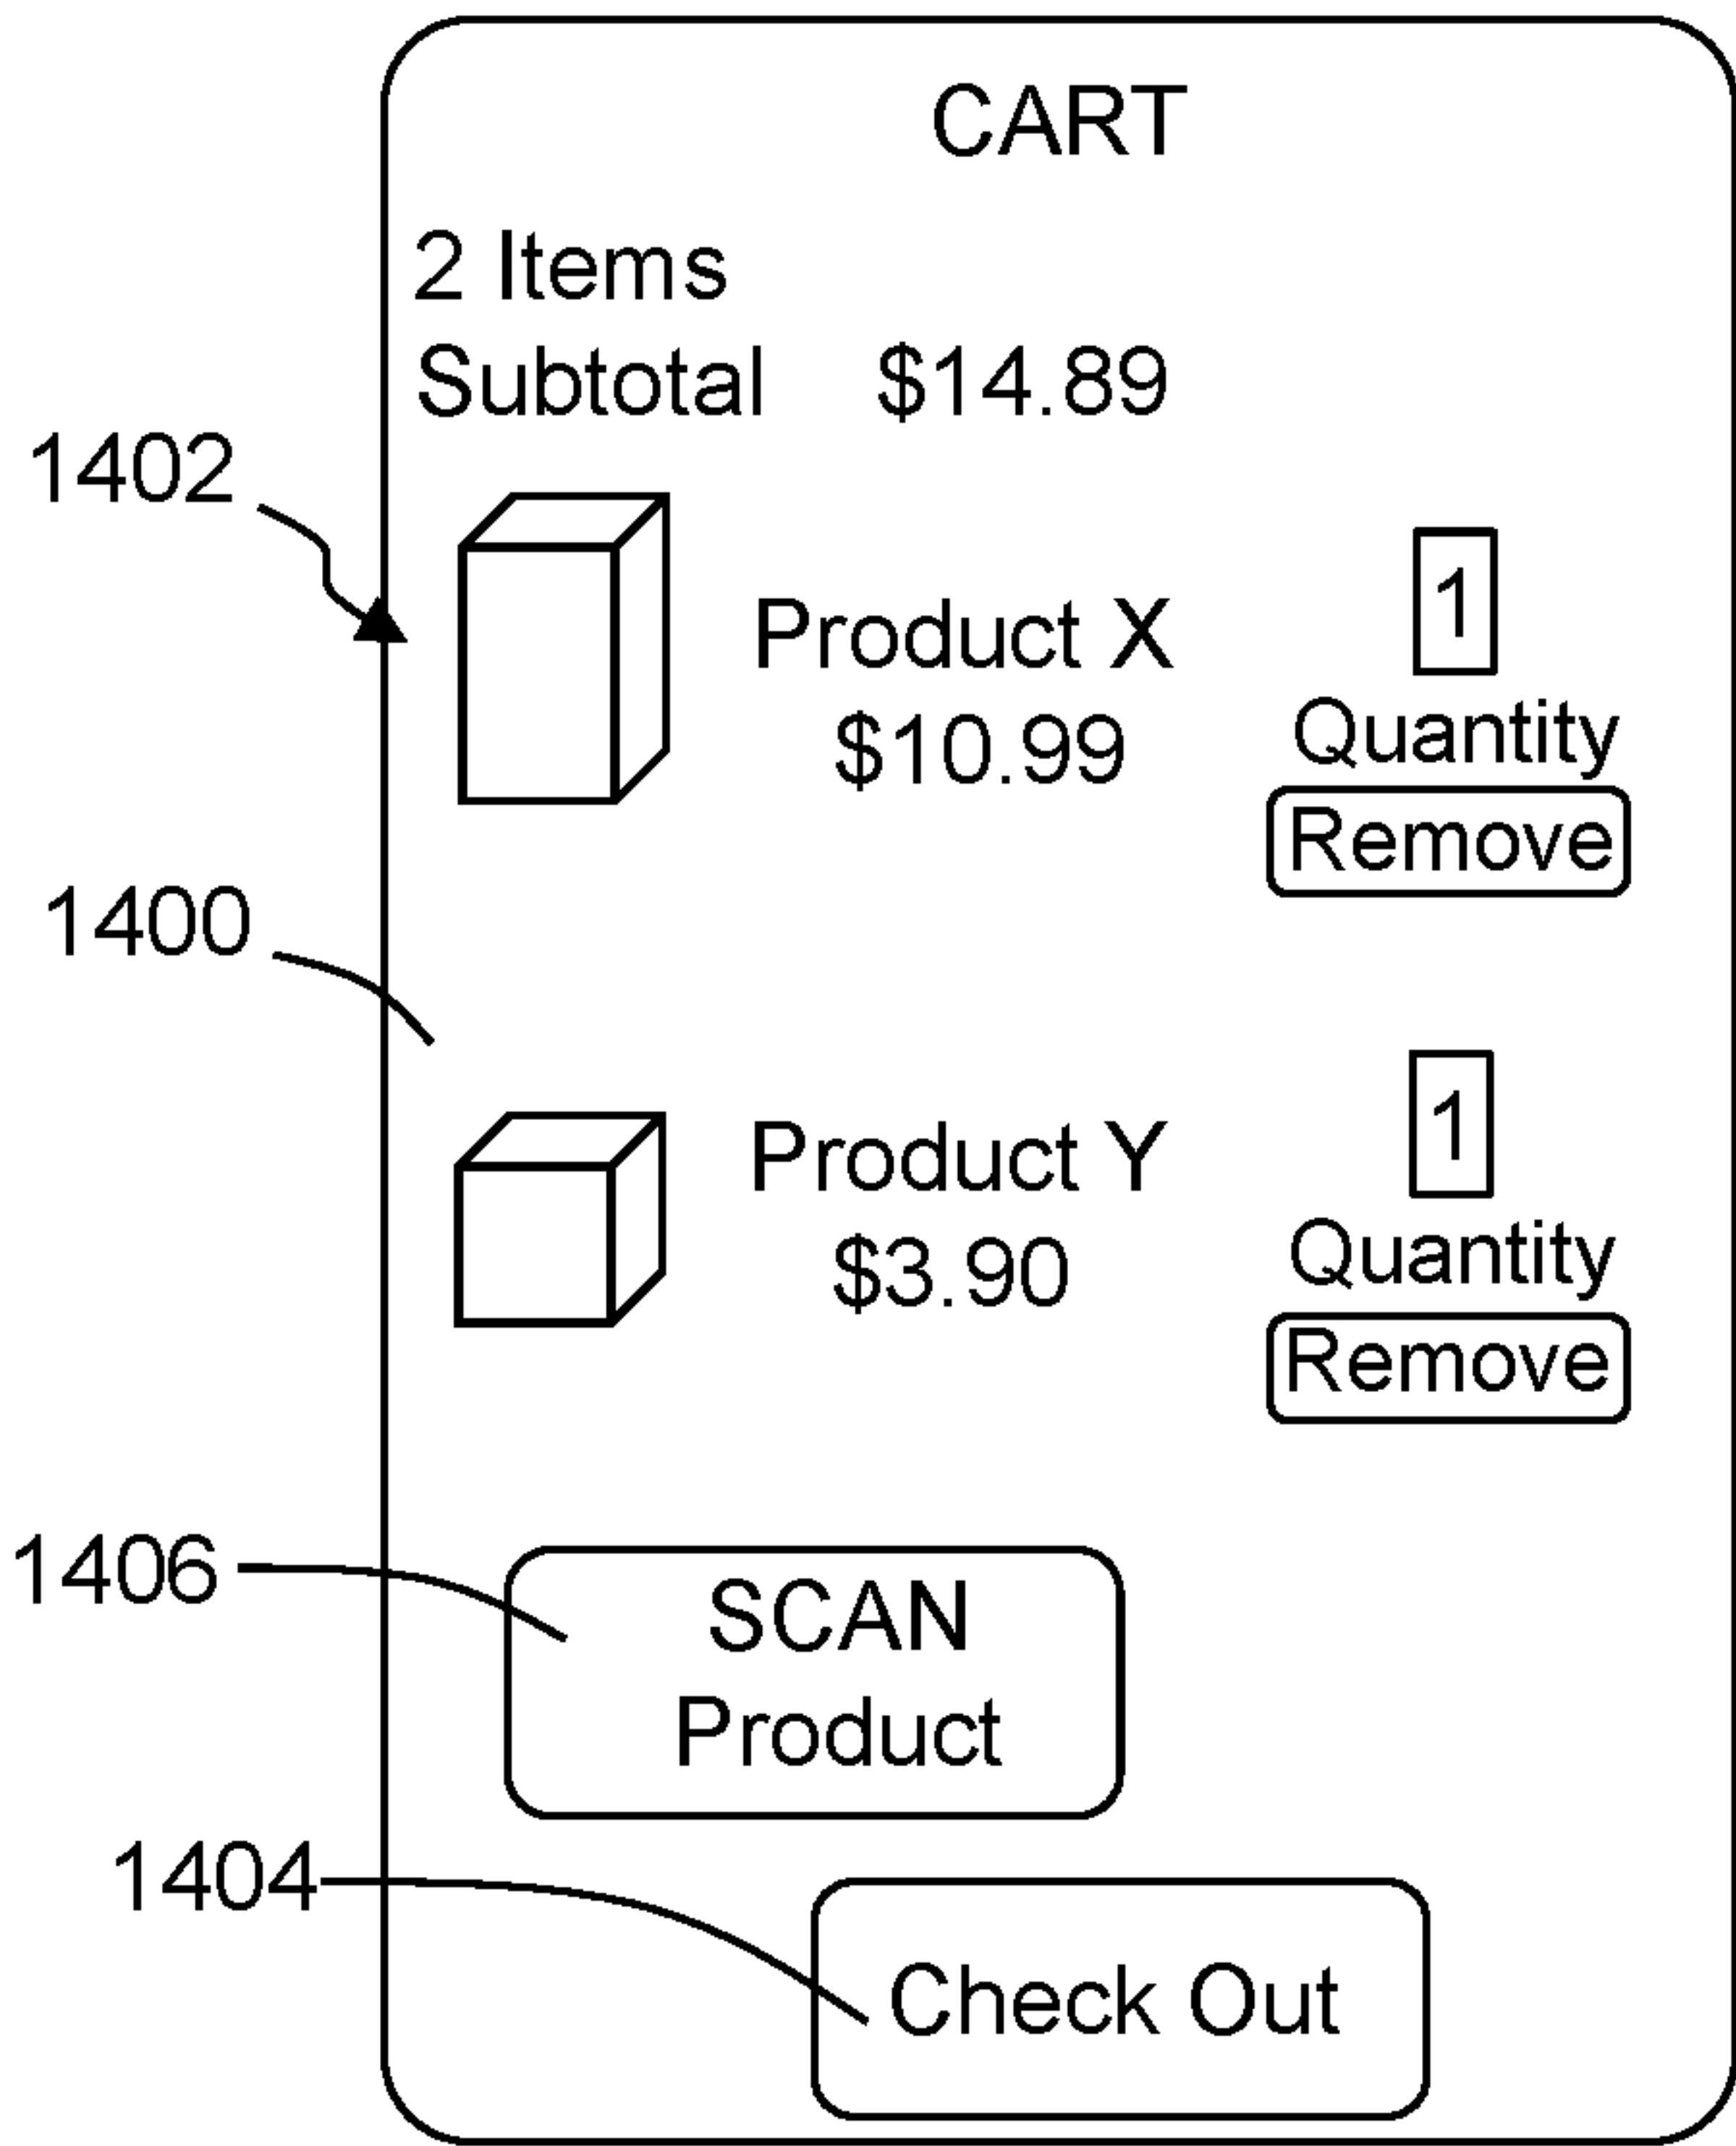 CART
2 Items
Subtotal $14.89
1402
1
Product X
$10.99
Quantity
Remove
1400
1
Product Y
$3.90
Quantity
Remove
1406
SCAN
Product
1404
Check Out